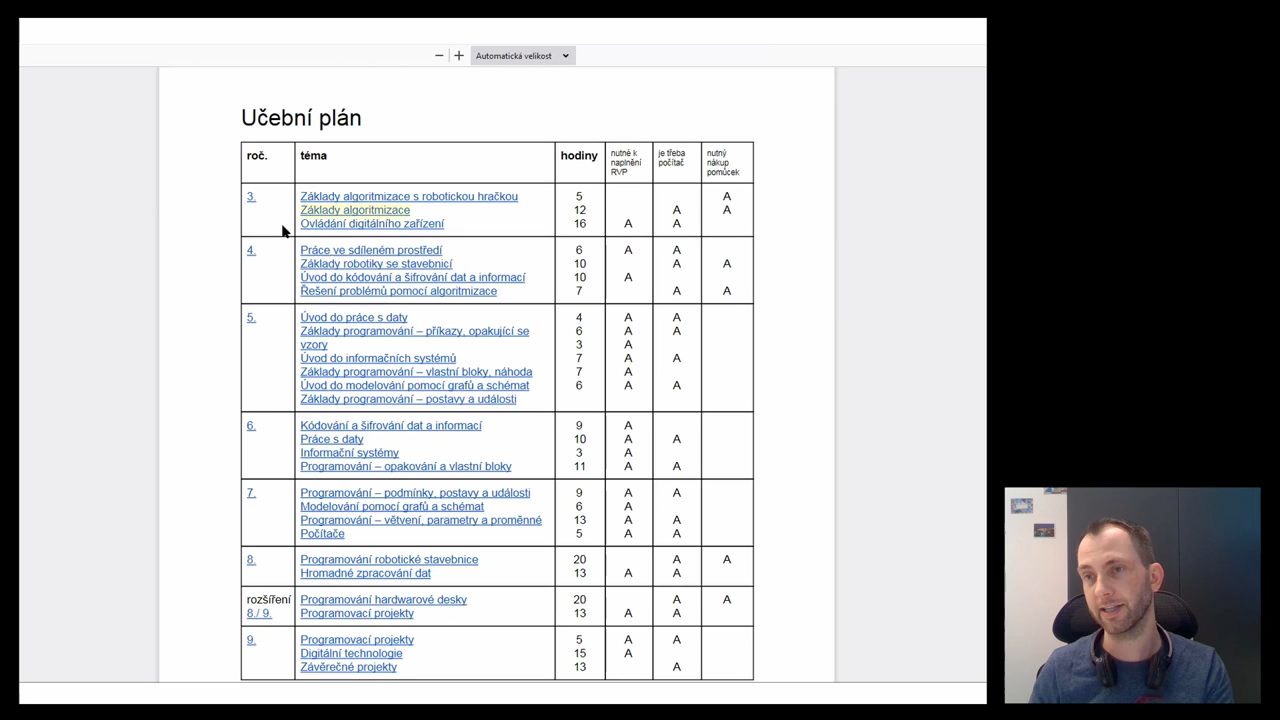 Automatická velikost
Učební plán
roč. téma hodiny nutné k naplnění RVP je třeba počítač nutný nákup pomůcek
3. Základy algoritmizace s robotickou hračkou 5 A
Základy algoritmizace 12 A A
Ovládání digitálního zařízení 16 A A
4. Práce ve sdíleném prostředí 6 A A
Základy robotiky se stavebnicí 10 A A
Úvod do kódování a šifrování dat a informací 10 A
Řešení problémů pomocí algoritmizace 7 A A
5. Úvod do práce s daty 4 A A
Základy programování – příkazy, opakující se 6 A A
vzory 3 A
Úvod do informačních systémů 7 A A
Základy programování – vlastní bloky, náhoda 7 A
Úvod do modelování pomocí grafů a schémat 6 A A
Základy programování – postavy a události
6. Kódování a šifrování dat a informací 9 A
Práce s daty 10 A A
Informační systémy 3 A
Programování – opakování a vlastní bloky 11 A A
7. Programování – podmínky, postavy a události 9 A A
Modelování pomocí grafů a schémat 6 A
Programování – větvení, parametry a proměnné 13 A A
Počítače 5 A A
8. Programování robotické stavebnice 20 A A
Hromadné zpracování dat 13 A A
rozšíření Programování hardwarové desky 20 A A
8./ 9. Programovací projekty 13 A A
9. Programovací projekty 5 A A
Digitální technologie 15 A
Závěrečné projekty 13 A